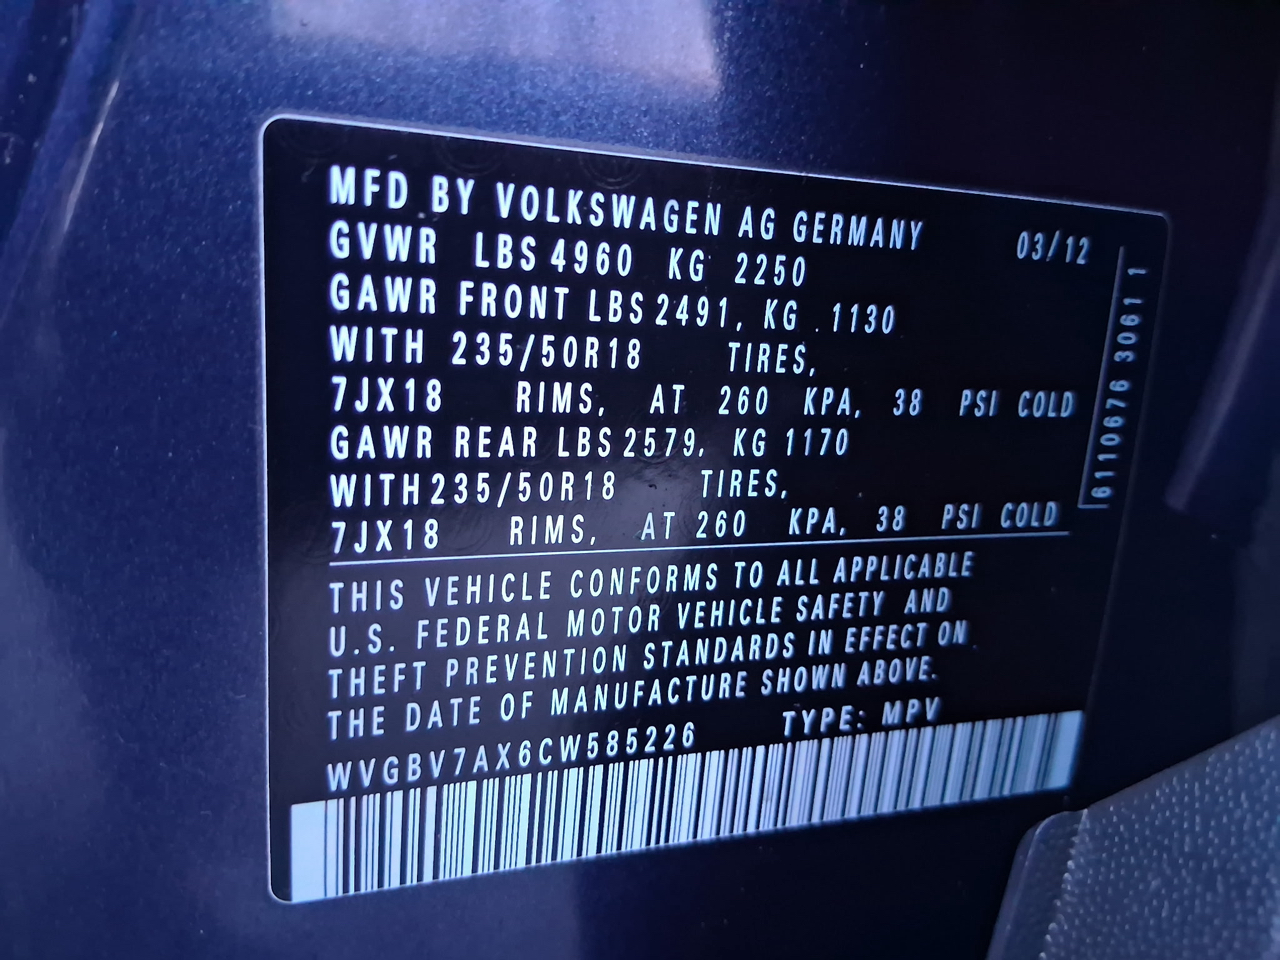 MFD BY VOLKSWAGEN AG GERMANY 03/12
GVWR LBS 4960 KG 2250
GAWR FRONT LBS 2491, KG .1130
WITH 235/50R18 TIRES,
7JX18 RIMS, AT 260 KPA, 38 PSI COLD
GAWR REAR LBS 2579, KG 1170
WITH 235/50R18 TIRES,
7JX18 RIMS, AT 260 KPA, 38 PSI COLD
THIS VEHICLE CONFORMS TO ALL APPLICABLE
U.S. FEDERAL MOTOR VEHICLE SAFETY AND
THEFT PREVENTION STANDARDS IN EFFECT ON
THE DATE OF MANUFACTURE SHOWN ABOVE.
WVGBV7AX6CW585226 TYPE: MPV
6110676 3061 1